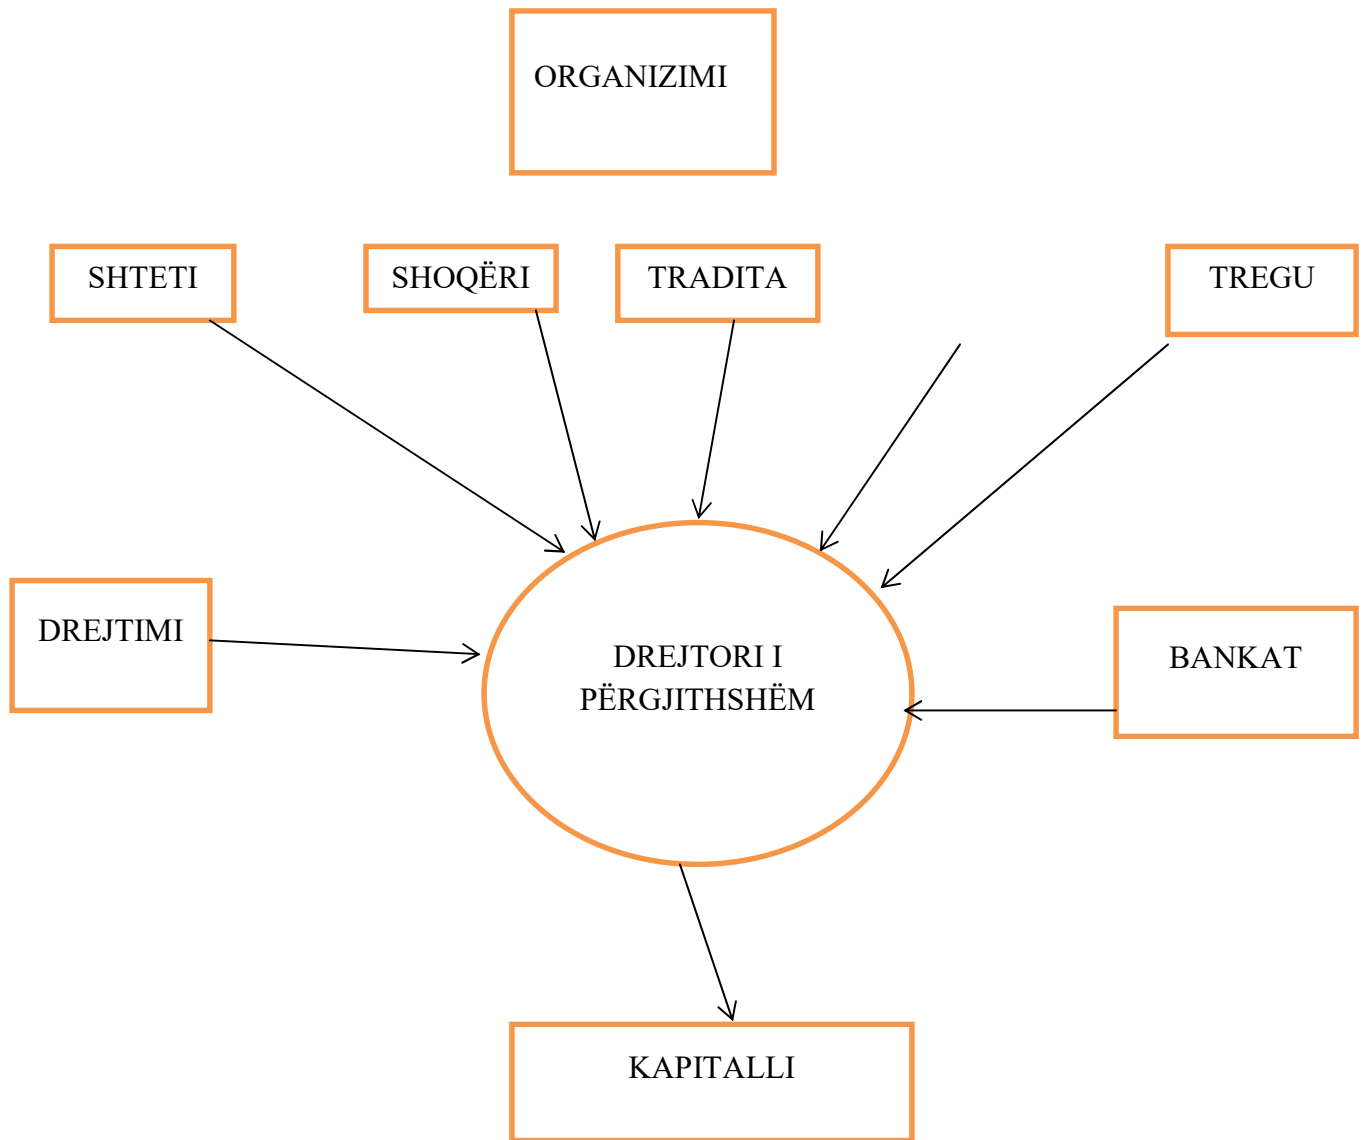 ORGANIZIMI
SHTETI
SHOQËRI
TRADITA
TREGU
DREJTIMI
DREJTORI I
PËRGJITHSHËM
BANKAT
KAPITALLI